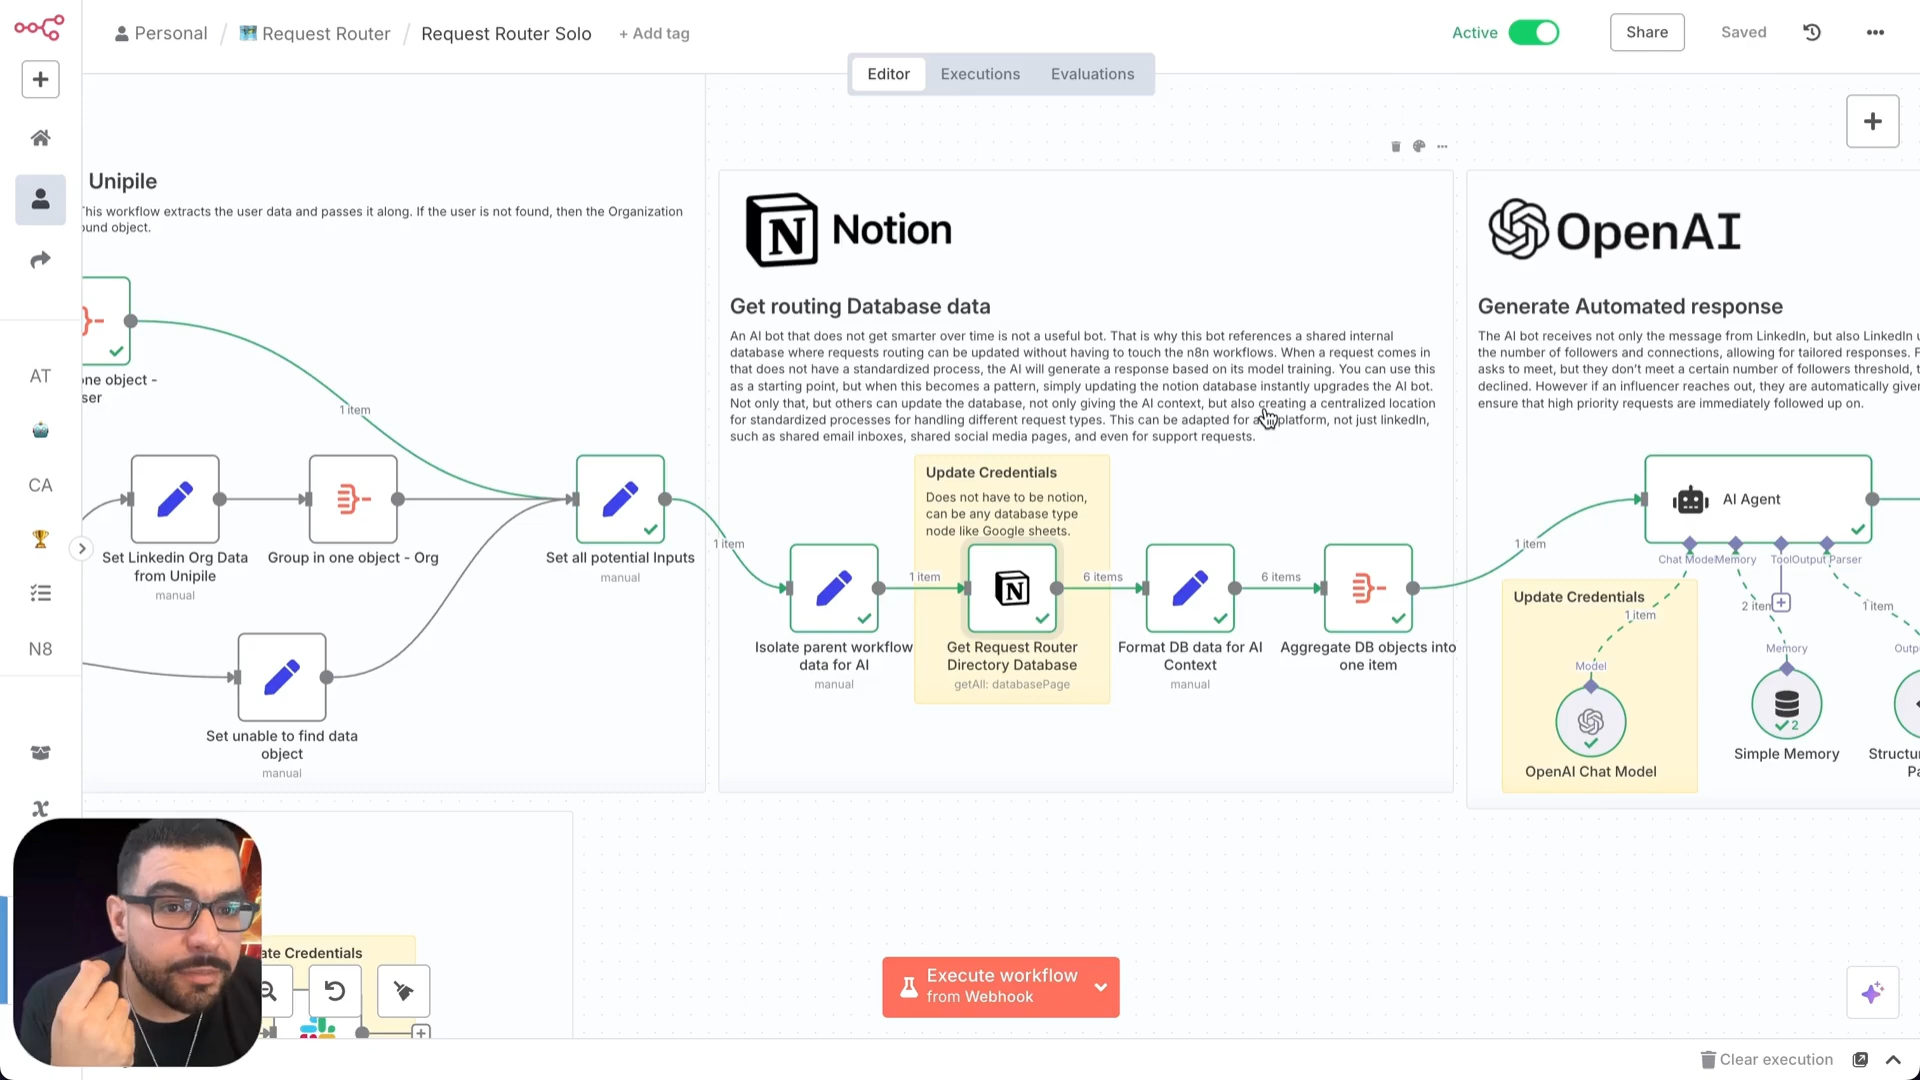 Personal / Request Router / Request Router Solo + Add tag
Active
Share
Saved
Editor
Executions
Evaluations
AT
CA
N8
Unipile
This workflow extracts the user data and passes it along. If the user is not found, then the Organization
und object.
one object -
ser
1 item
Set Linkedin Org Data
from Unipile
manual
Group in one object - Org
Set all potential Inputs
manual
Set unable to find data
object
manual
1 item
Notion
Get routing Database data
An AI bot that does not get smarter over time is not a useful bot. That is why this bot references a shared internal
database where requests routing can be updated without having to touch the n8n workflows. When a request comes in
that does not have a standardized process, the AI will generate a response based on its model training. You can use this
as a starting point, but when this becomes a pattern, simply updating the notion database instantly upgrades the AI bot.
Not only that, but others can update the database, not only giving the AI context, but also creating a centralized location
for standardized processes for handling different request types. This can be adapted for a platform, not just linkedIn,
such as shared email inboxes, shared social media pages, and even for support requests.
Update Credentials
Does not have to be notion,
can be any database type
node like Google sheets.
1 item
6 items
6 items
Isolate parent workflow
data for AI
manual
Get Request Router
Directory Database
getAll: databasePage
Format DB data for AI
Context
manual
Aggregate DB objects into
one item
1 item
OpenAI
Generate Automated response
The AI bot receives not only the message from LinkedIn, but also LinkedIn
the number of followers and connections, allowing for tailored responses. F
asks to meet, but they don't meet a certain number of followers threshold, t
declined. However if an influencer reaches out, they are automatically given
ensure that high priority requests are immediately followed up on.
AI Agent
Chat Model
Memory
Tool
Output Parser
Update Credentials
1 item
2 item
1 item
Model
Memory
Outp
OpenAI Chat Model
2
Simple Memory
Structu
Pa
ate Credentials
Execute workflow
from Webhook
Clear execution